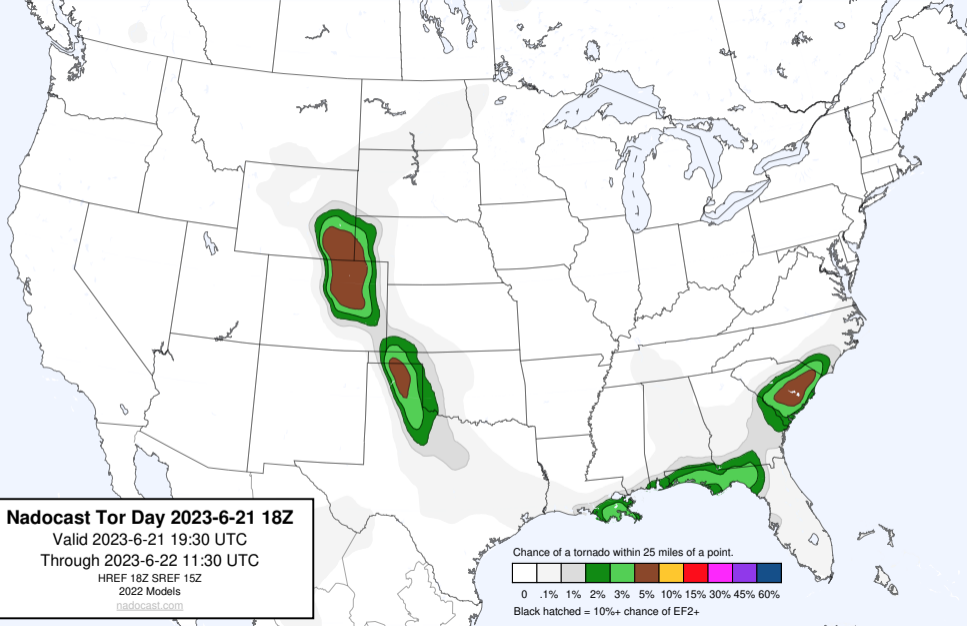 Nadocast Tor Day 2023-6-21 18Z
Valid 2023-6-21 19:30 UTC
Through 2023-6-22 11:30 UTC
HREF 18Z SREF 15Z
2022 Models
nadocast.com
Chance of a tornado within 25 miles of a point.
0 .1% 1% 2% 3% 5% 10% 15% 30% 45% 60%
Black hatched = 10%+ chance of EF2+